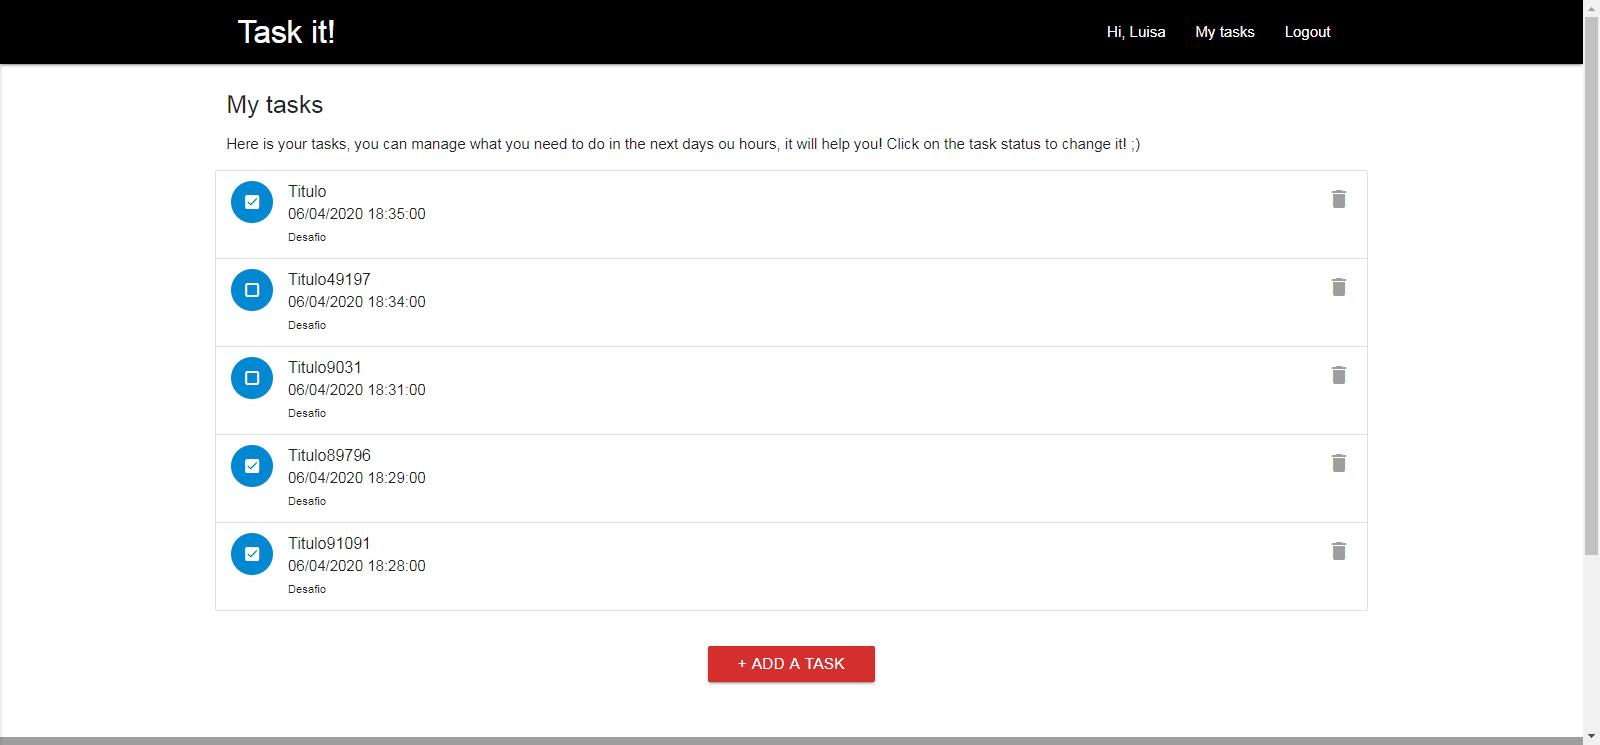 Task it!
Hi, Luisa My tasks Logout
My tasks
Here is your tasks, you can manage what you need to do in the next days ou hours, it will help you! Click on the task status to change it! ;)
Titulo
06/04/2020 18:35:00
Desafio
Titulo49197
06/04/2020 18:34:00
Desafio
Titulo9031
06/04/2020 18:31:00
Desafio
Titulo89796
06/04/2020 18:29:00
Desafio
Titulo91091
06/04/2020 18:28:00
Desafio
+ ADD A TASK